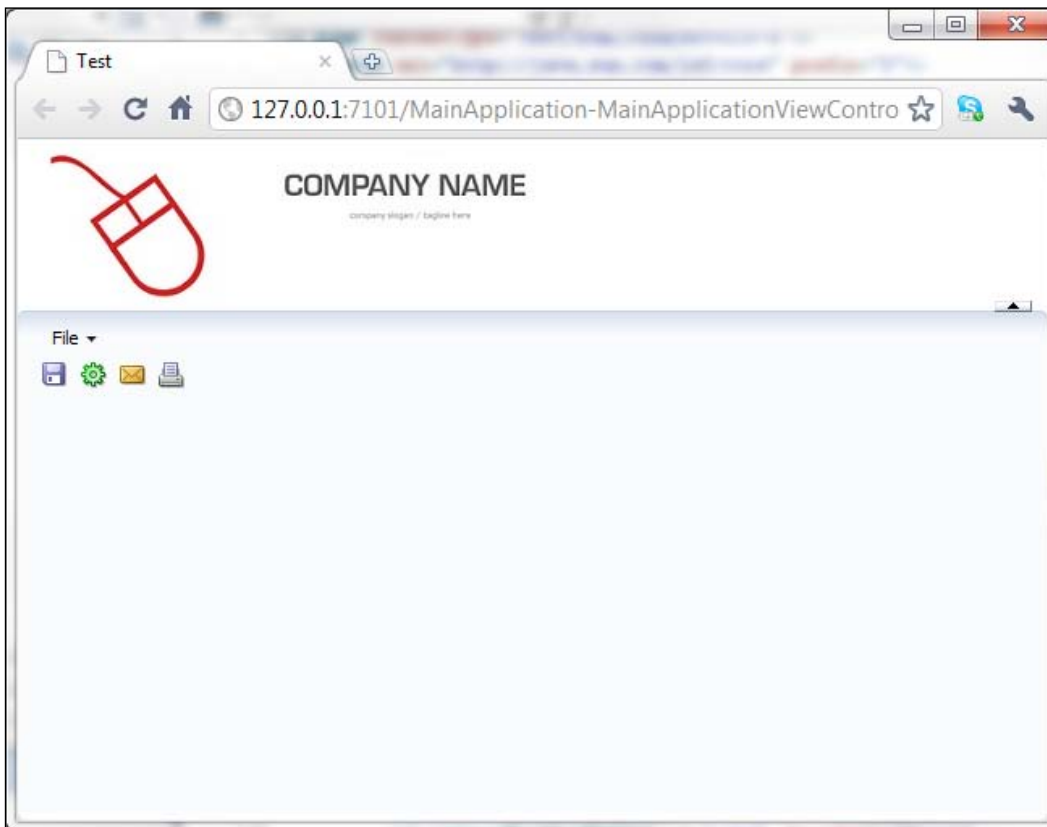 Test
127.0.0.1:7101/MainApplication-MainApplicationViewContro
COMPANY NAME
company slogan / tagline here
File